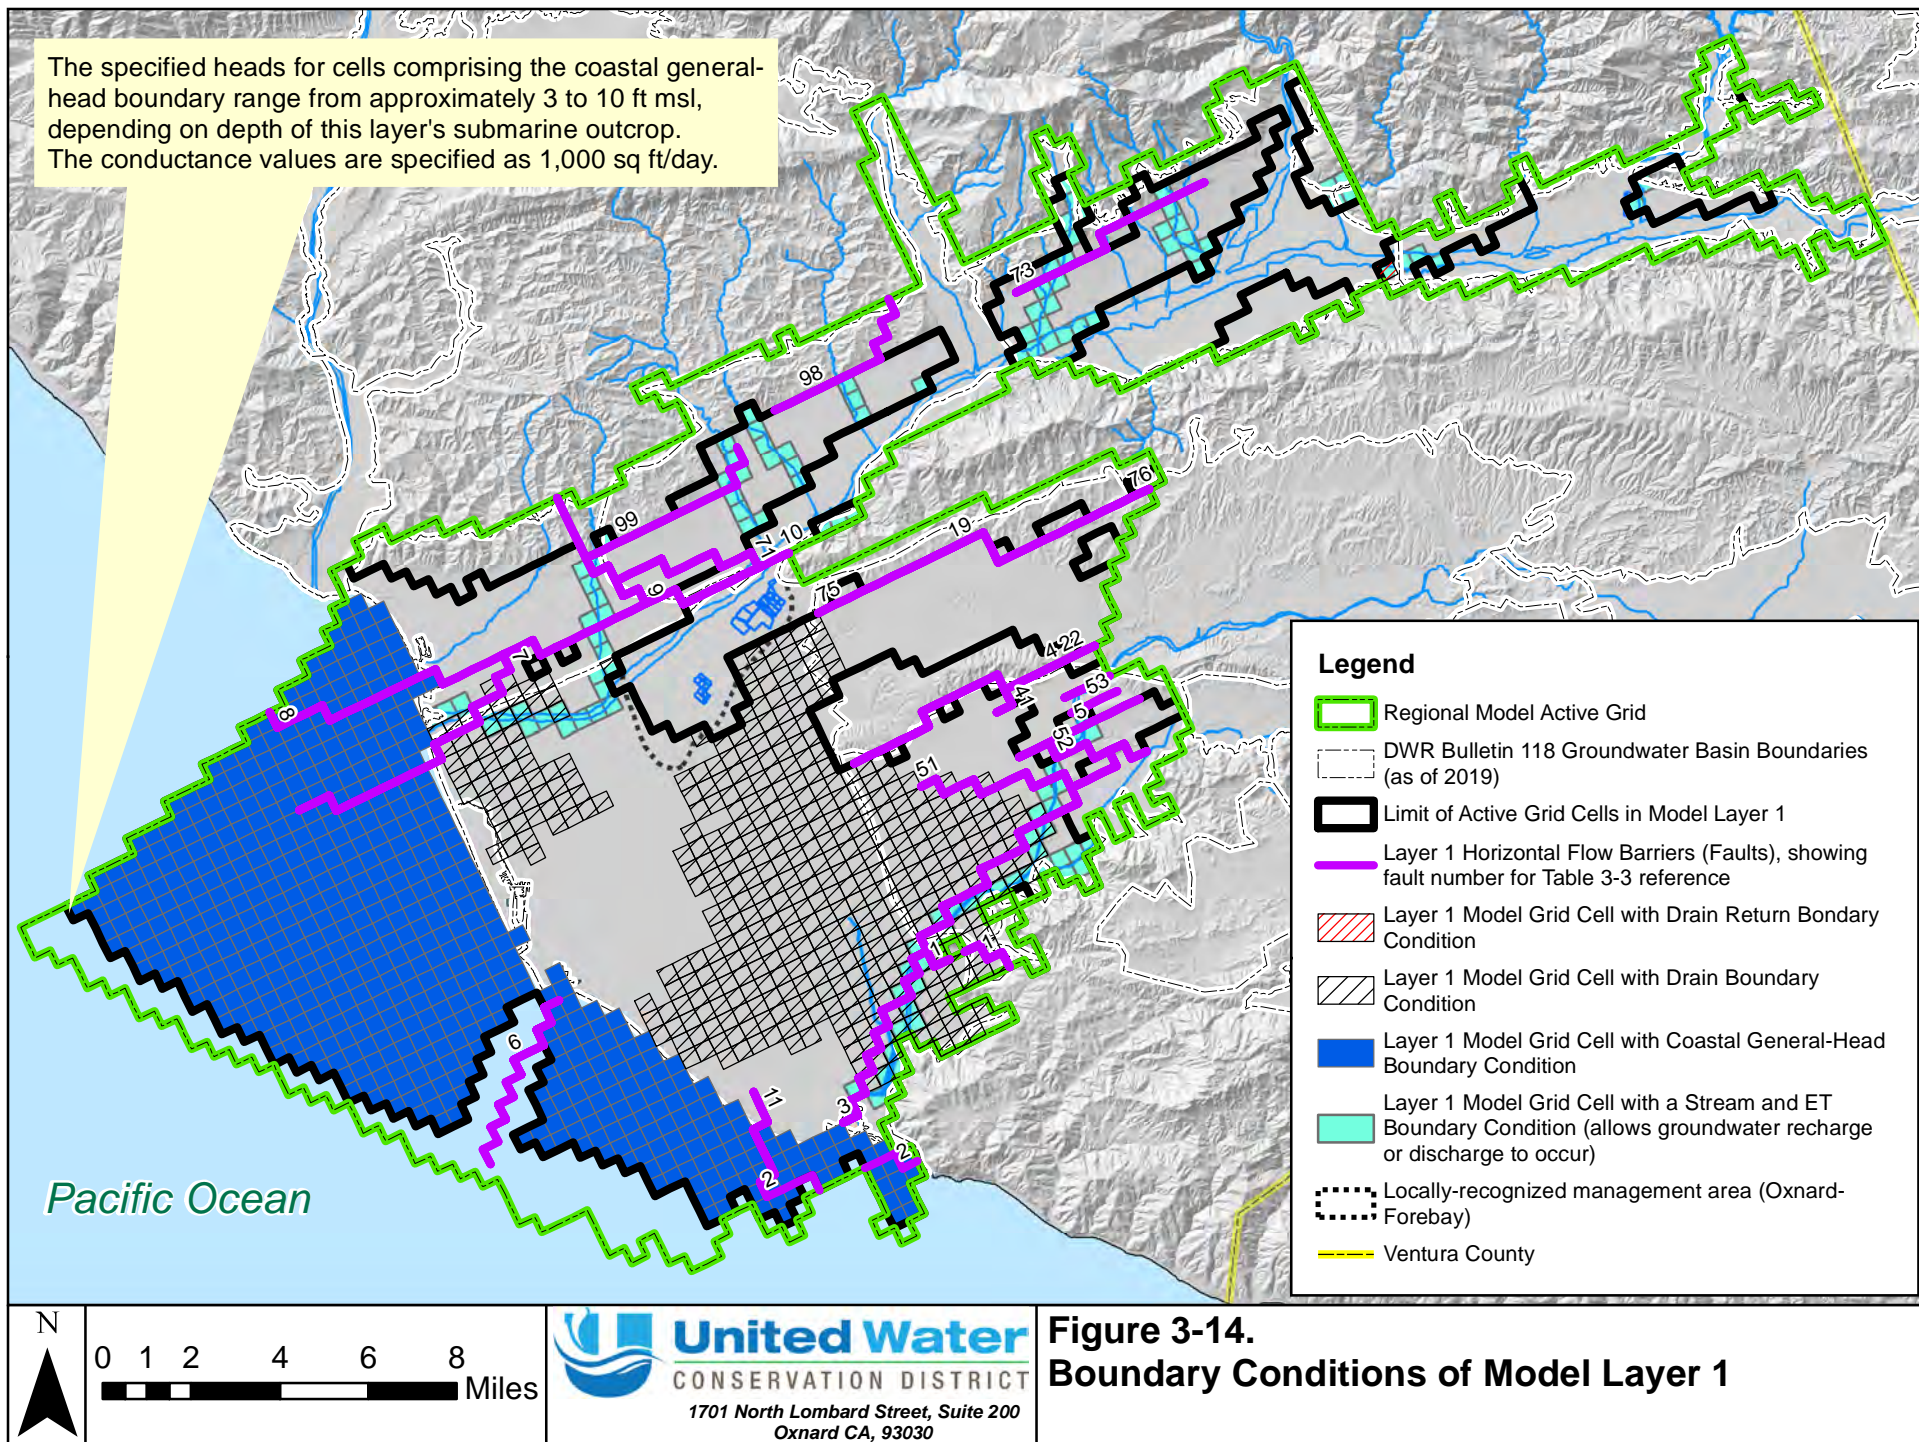 The specified heads for cells comprising the coastal general-
head boundary range from approximately 3 to 10 ft msl,
depending on depth of this layer's submarine outcrop.
The conductance values are specified as 1,000 sq ft/day.
73
98
76
99
19
10
71
9
75
7
4 22
53
41
5
8
52
51
1
1
6
11
3
2
2
Pacific Ocean
Legend
Regional Model Active Grid
DWR Bulletin 118 Groundwater Basin Boundaries
(as of 2019)
Limit of Active Grid Cells in Model Layer 1
Layer 1 Horizontal Flow Barriers (Faults), showing
fault number for Table 3-3 reference
Layer 1 Model Grid Cell with Drain Return Bondary
Condition
Layer 1 Model Grid Cell with Drain Boundary
Condition
Layer 1 Model Grid Cell with Coastal General-Head
Boundary Condition
Layer 1 Model Grid Cell with a Stream and ET
Boundary Condition (allows groundwater recharge
or discharge to occur)
Locally-recognized management area (Oxnard-
Forebay)
Ventura County
N
0 1 2 4 6 8
Miles
United Water
CONSERVATION DISTRICT
1701 North Lombard Street, Suite 200
Oxnard CA, 93030
Figure 3-14.
Boundary Conditions of Model Layer 1